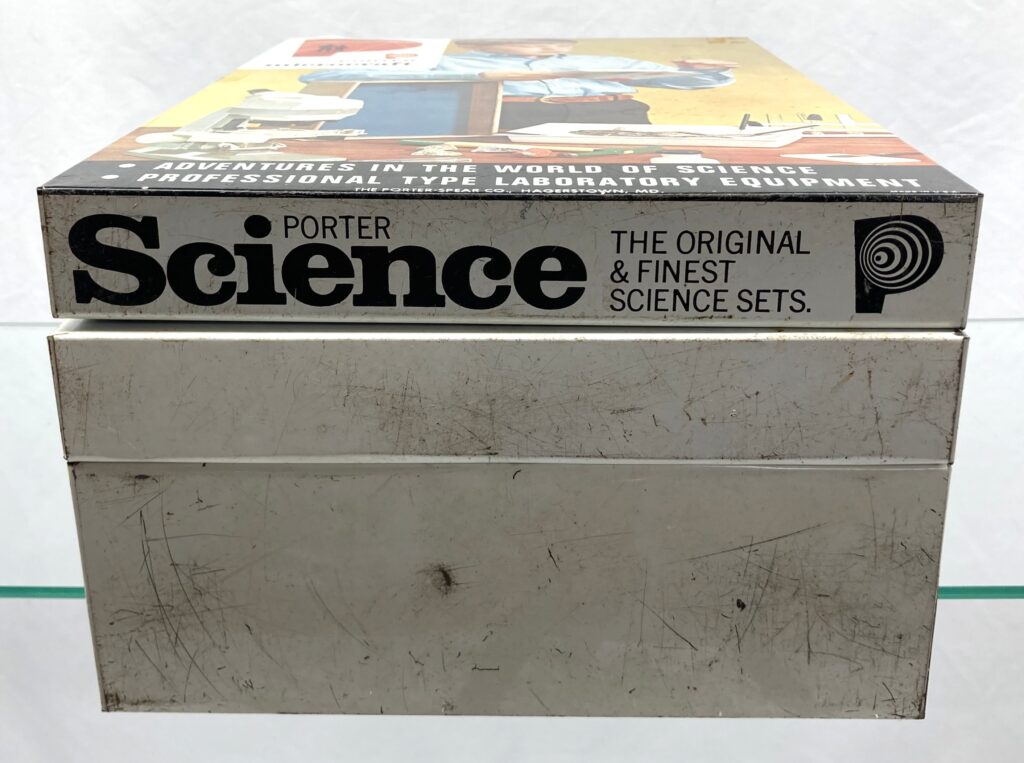 • ADVENTURES IN THE WORLD OF SCIENCE
• PROFESSIONAL TYPE LABORATORY EQUIPMENT
THE PORTER SPEAR CO., HAGERSTOWN, MD.
PORTER
Science
THE ORIGINAL
& FINEST
SCIENCE SETS.
P